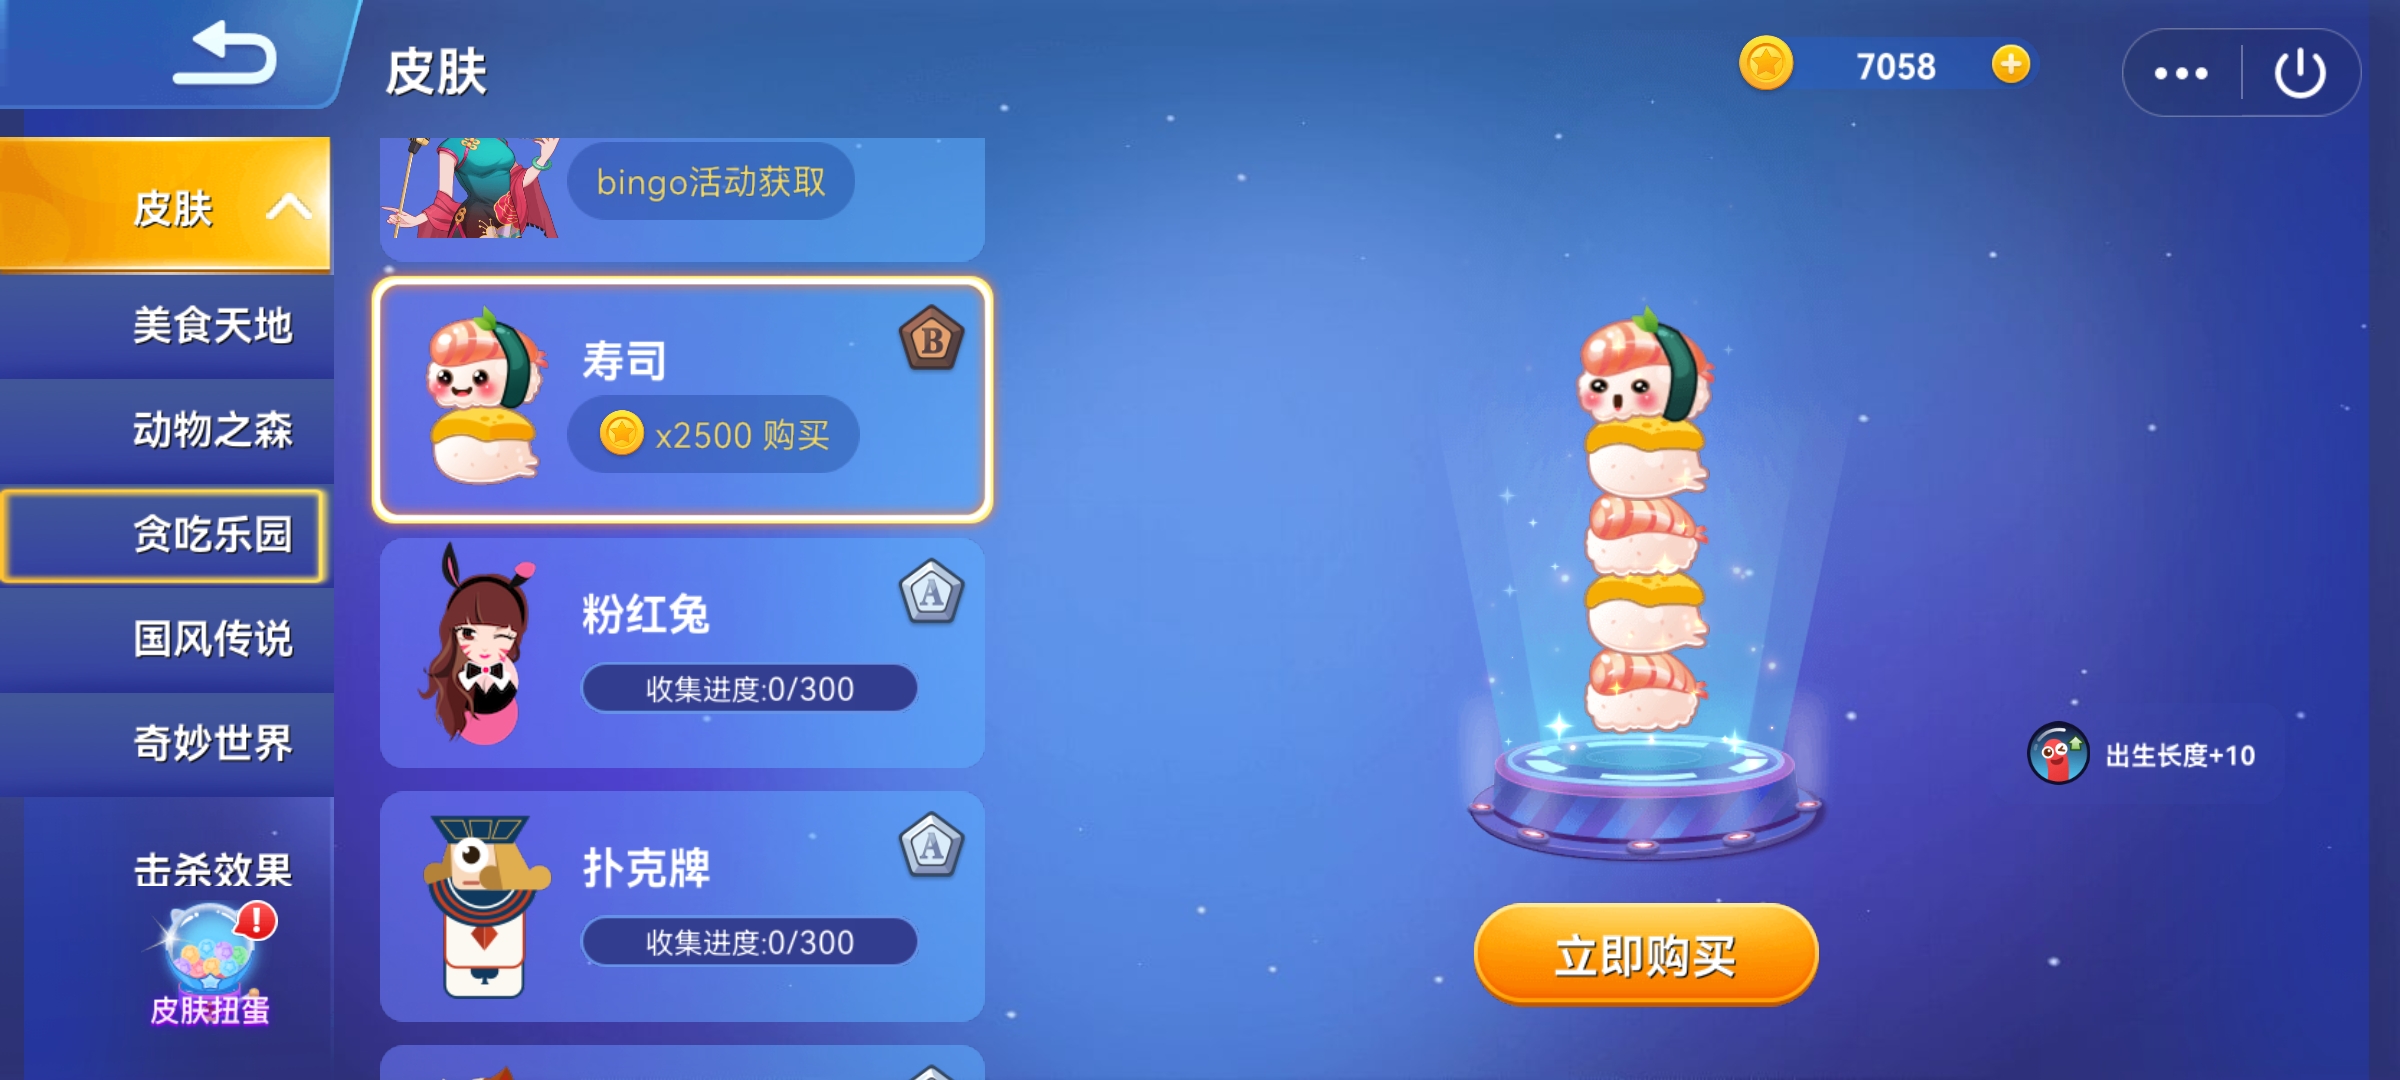 皮肤
7058
皮肤
美食天地
动物之森
贪吃乐园
国风传说
奇妙世界
击杀效果
皮肤扭蛋
bingo活动获取
寿司
B
x2500 购买
粉红兔
A
收集进度:0/300
扑克牌
A
收集进度:0/300
出生长度+10
立即购买